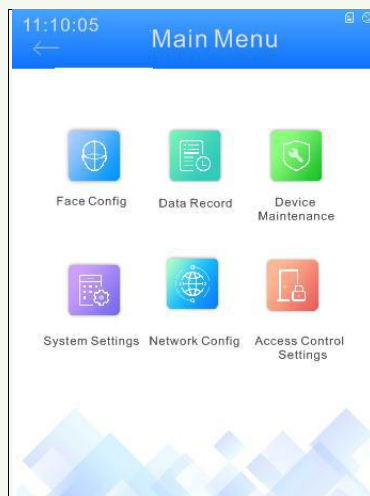 11:10:05
Main Menu
Face Config
Data Record
Device
Maintenance
System Settings
Network Config
Access Control
Settings